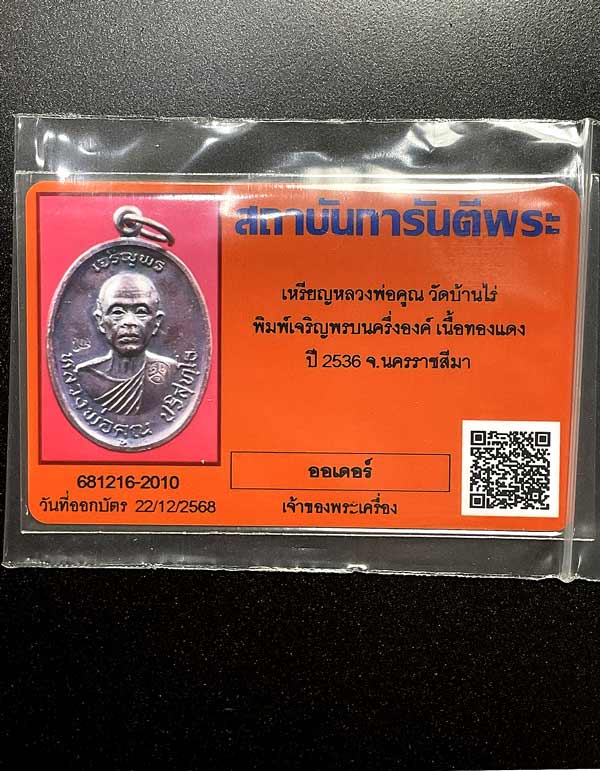 สถาบันการันตีพระ
เหรียญหลวงพ่อคูณ วัดบ้านไร่
พิมพ์เจริญพรบนครึ่งองค์ เนื้อทองแดง
ปี 2536 จ.นครราชสีมา
เจริญพร
หลวงพ่อคูณ ปริสุทฺโธ
681216-2010
วันที่ออกบัตร 22/12/2568
ออเดอร์
เจ้าของพระเครื่อง